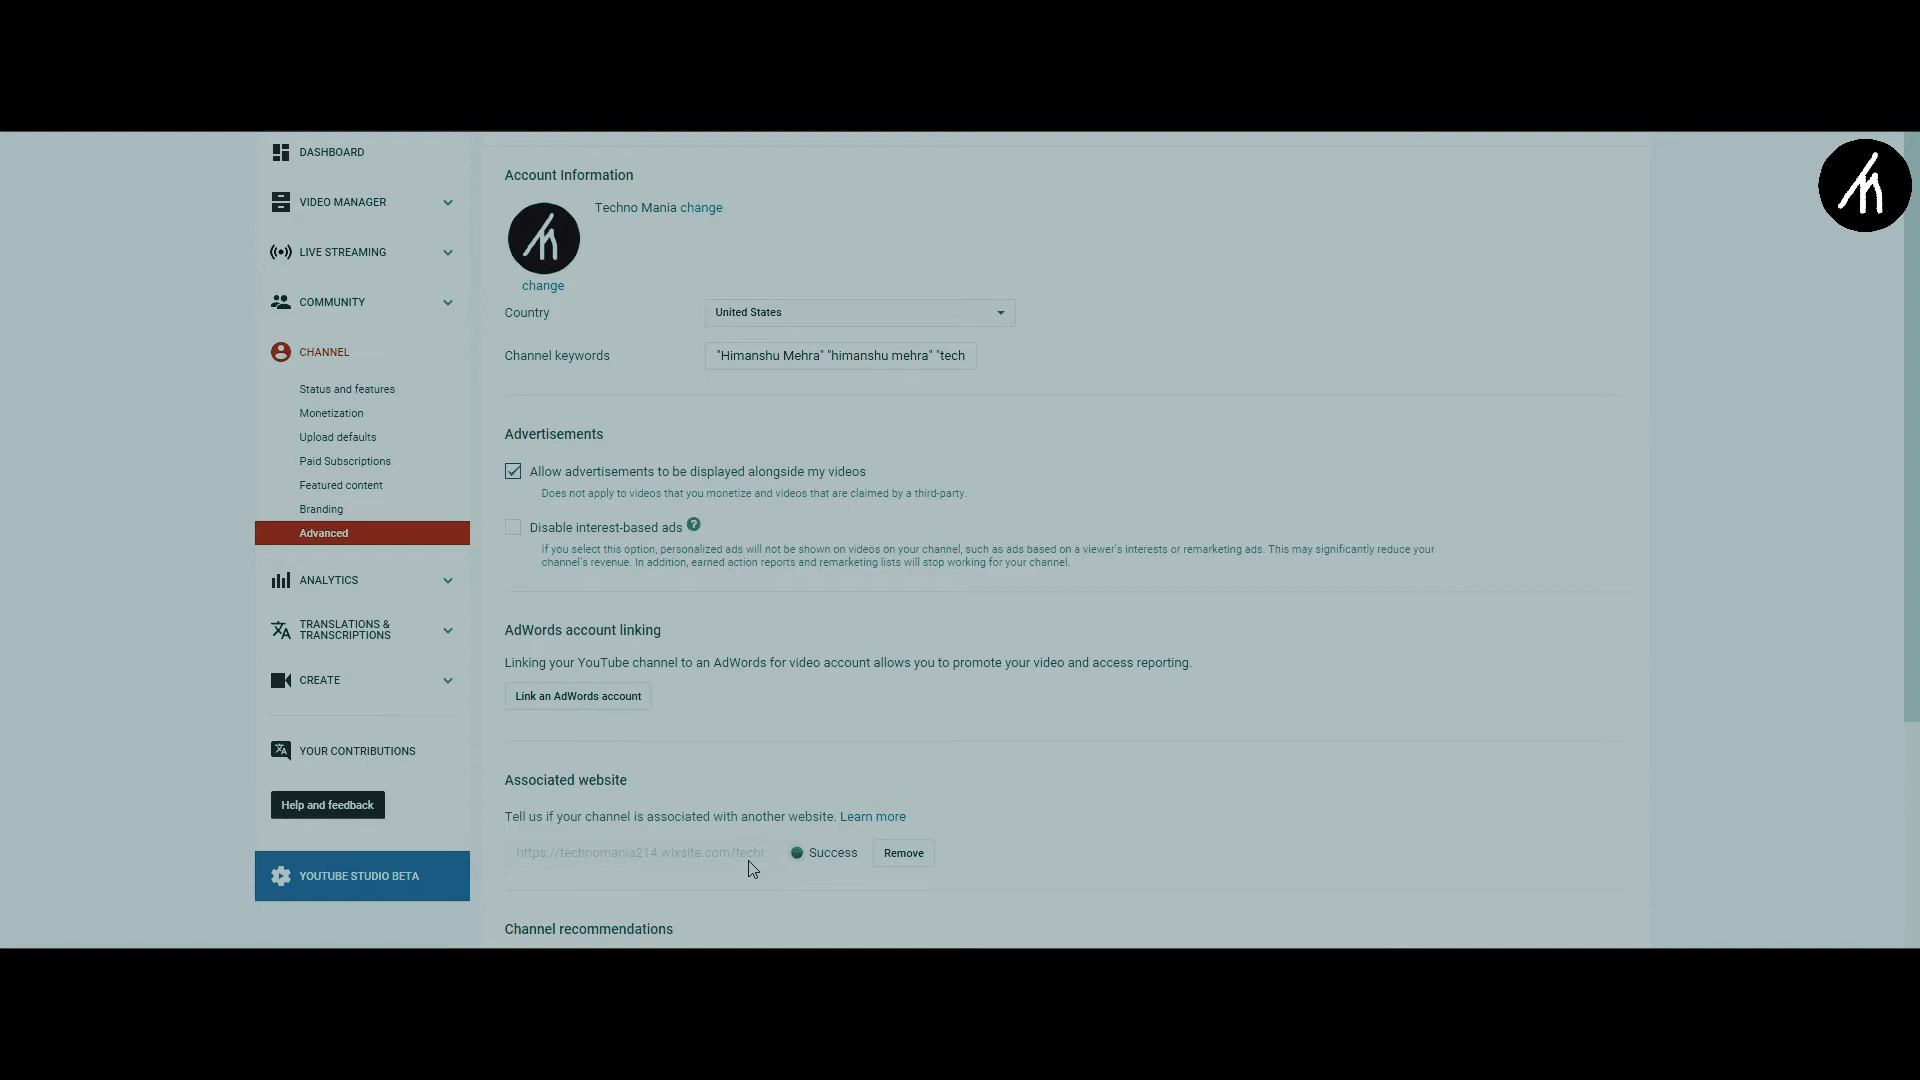 DASHBOARD
VIDEO MANAGER
LIVE STREAMING
COMMUNITY
CHANNEL
Status and features
Monetization
Upload defaults
Paid Subscriptions
Featured content
Branding
Advanced
ANALYTICS
TRANSLATIONS &
TRANSCRIPTIONS
CREATE
YOUR CONTRIBUTIONS
Help and feedback
YOUTUBE STUDIO BETA
Account Information
Techno Mania change
change
Country
United States
Channel keywords
"Himanshu Mehra" "himanshu mehra" "tech
Advertisements
Allow advertisements to be displayed alongside my videos
Does not apply to videos that you monetize and videos that are claimed by a third-party.
Disable interest-based ads ?
If you select this option, personalized ads will not be shown on videos on your channel, such as ads based on a viewer's interests or remarketing ads. This may significantly reduce your
channel's revenue. In addition, earned action reports and remarketing lists will stop working for your channel.
AdWords account linking
Linking your YouTube channel to an AdWords for video account allows you to promote your video and access reporting.
Link an AdWords account
Associated website
Tell us if your channel is associated with another website. Learn more
https://technomania214.wixsite.com/techr
Success
Remove
Channel recommendations